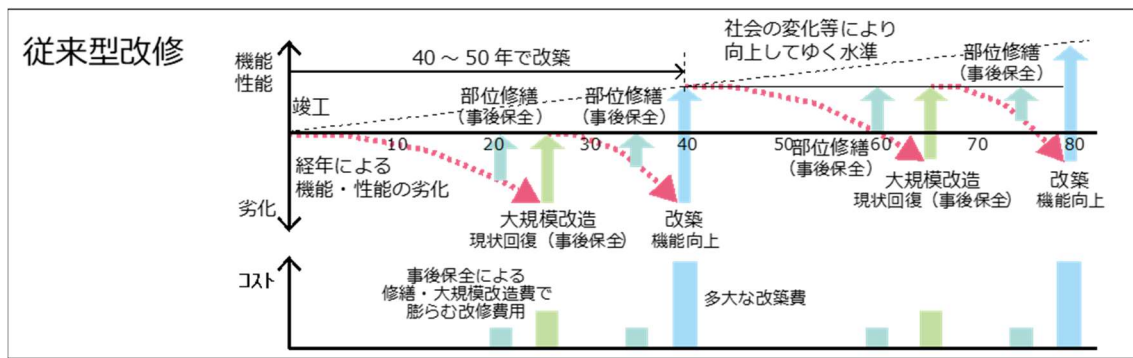 従来型改修
機能
性能
40 ~ 50 年で改築
社会の変化等により
向上してゆく水準
部位修繕
(事後保全)
竣工
部位修繕
(事後保全)
部位修繕
(事後保全)
10
20
30
40
50
60
70
80
経年による
機能・性能の劣化
部位修繕
(事後保全)
劣化
大規模改造
現状回復(事後保全)
改築
機能向上
大規模改造
現状回復(事後保全)
改築
機能向上
コスト
事後保全による
修繕・大規模改造費で
膨らむ改修費用
多大な改築費